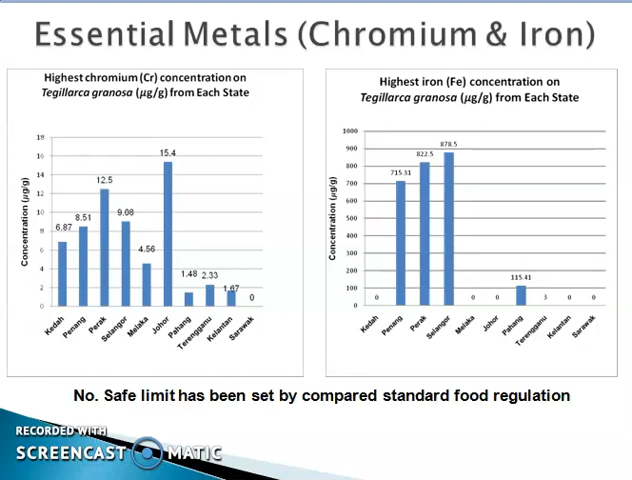 Essential Metals (Chromium & Iron)
Highest chromium (Cr) concentration on
Tegillarca granosa (µg/g) from Each State
Concentration (µg/g)
18
16
14
12
10
8
6
4
2
0
6.87
8.51
12.5
9.08
4.56
15.4
1.48
2.33
1.67
0
Kedah
Penang
Perak
Selangor
Melaka
Johor
Pahang
Terengganu
Kelantan
Sarawak
Highest iron (Fe) concentration on
Tegillarca granosa (µg/g) from Each State
Concentration (µg/g)
1000
900
800
700
600
500
400
300
200
100
0
0
715.31
822.5
878.5
0
0
115.41
3
0
0
Kedah
Penang
Perak
Selangor
Melaka
Johor
Pahang
Terengganu
Kelantan
Sarawak
No. Safe limit has been set by compared standard food regulation
RECORDED WITH
SCREENCAST MATIC